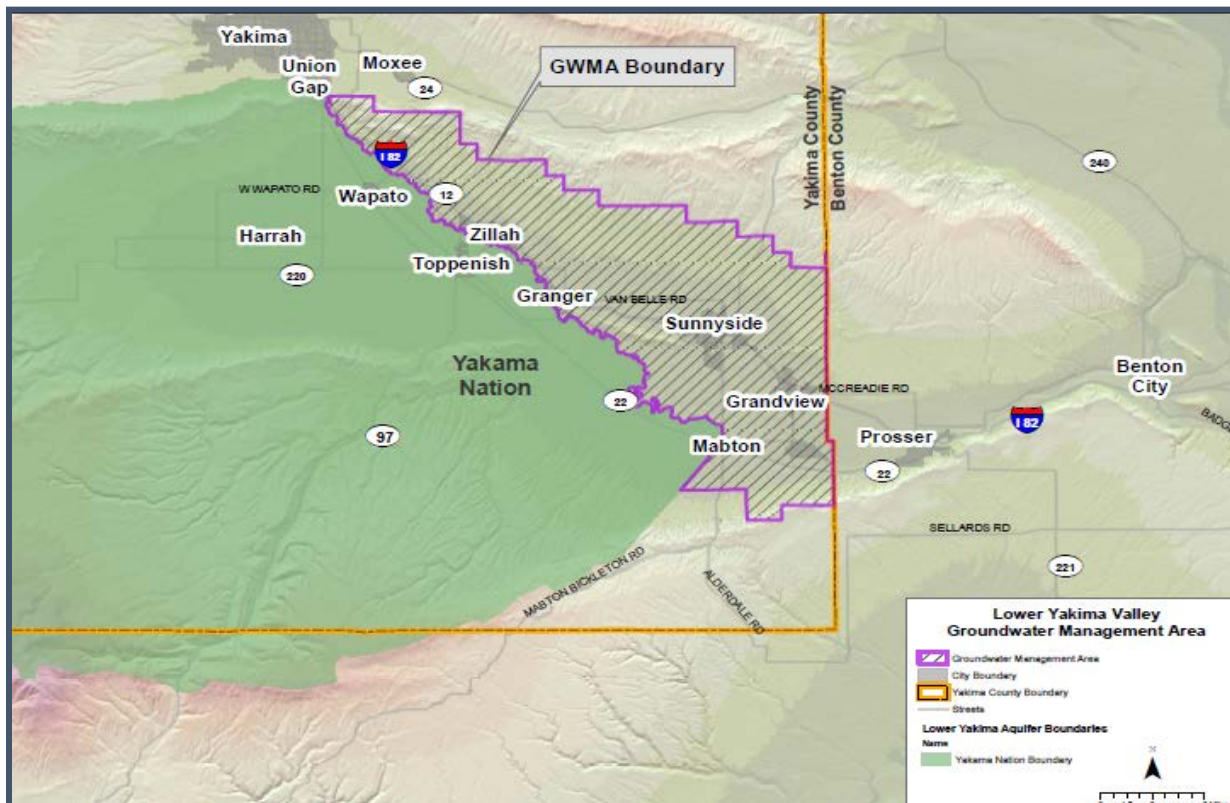 Yakima
Union
Gap
Moxee
24
GWMA Boundary
Yakima County
Benton County
240
I 82
W WAPATO RD
Wapato
12
Harrah
Zillah
Toppenish
220
Granger
VAN BELLE RD
Sunnyside
Yakama
Nation
22
Grandview
MCCREADIE RD
Benton
City
I 82
97
Mabton
Prosser
22
SELLARDS RD
221
MABTON BICKLETON RD
ALDERDALE RD
Lower Yakima Valley
Groundwater Management Area
Groundwater Management Area
City Boundary
Yakima County Boundary
Streets
Lower Yakima Aquifer Boundaries
Name
Yakama Nation Boundary
N